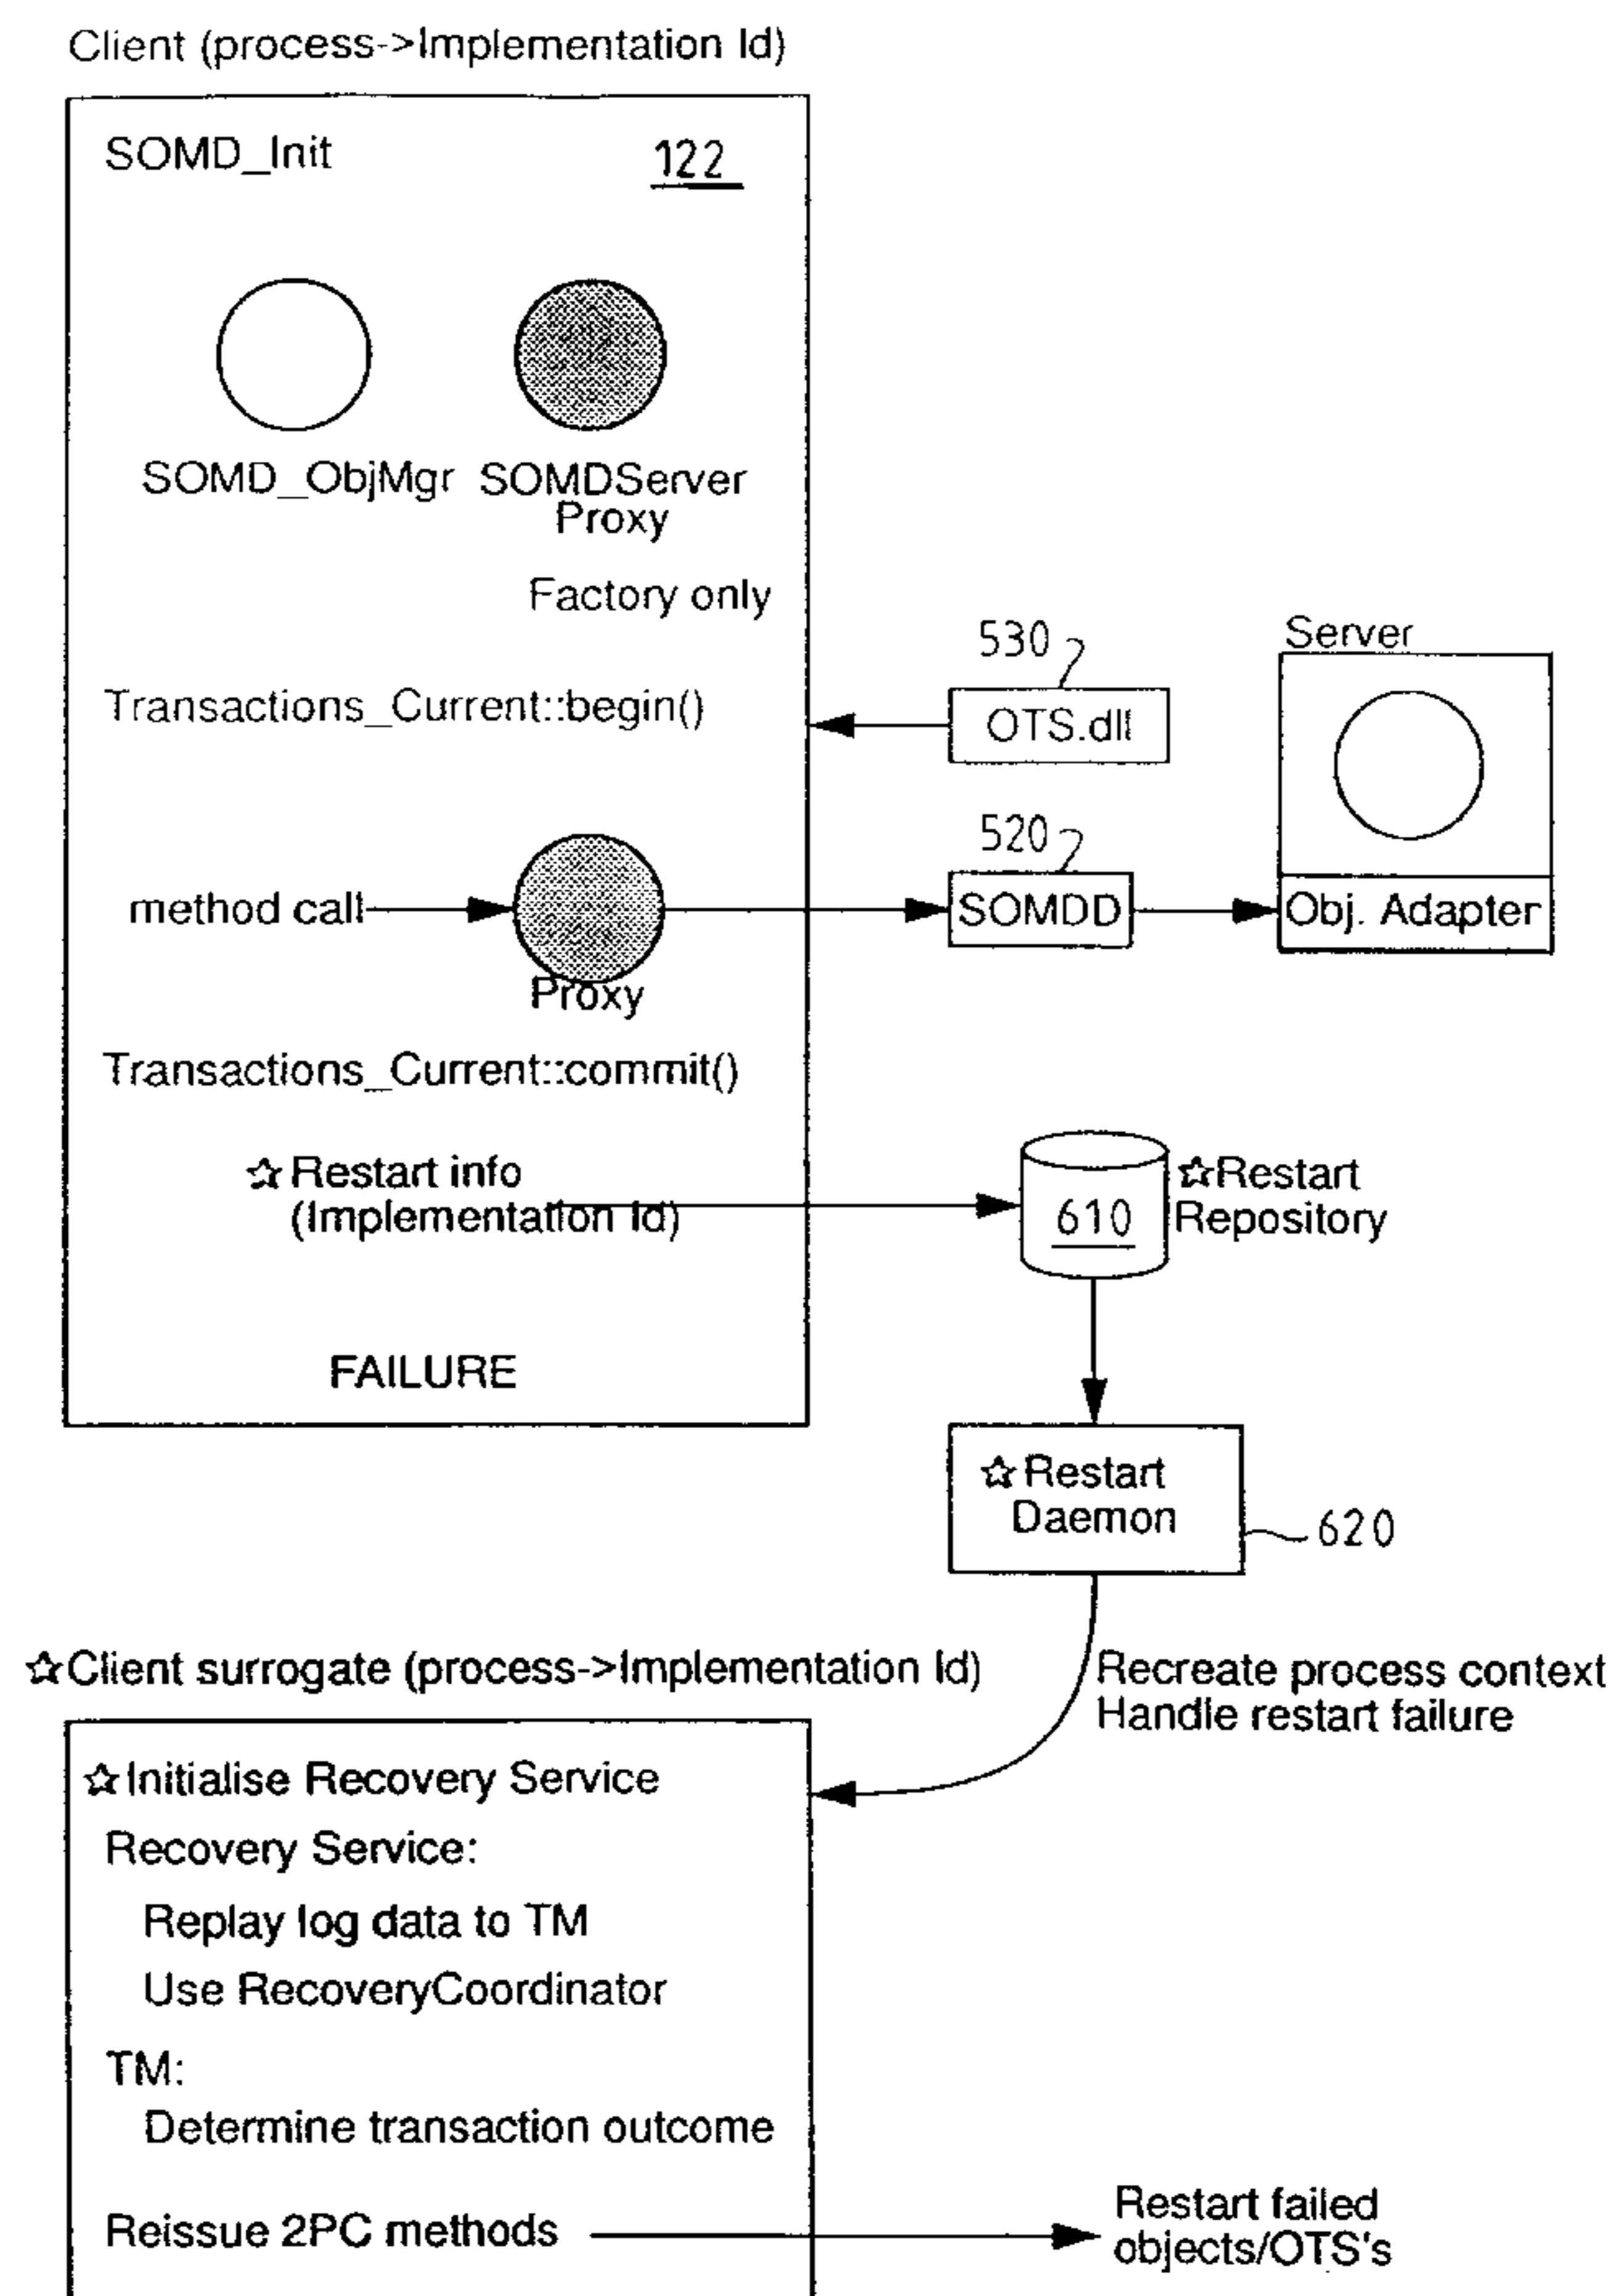 Client (process->Implementation Id)
SOMD_Init
122
SOMD_ObjMgr
SOMDServer
Proxy
Factory only
Transactions_Current::begin()
530
OTS.dll
Server
method call
Proxy
520
SOMDD
Obj. Adapter
Transactions_Current::commit()
☆Restart info
(Implementation Id)
610
☆Restart
Repository
FAILURE
☆Restart
Daemon
620
☆Client surrogate (process->Implementation Id)
Recreate process context
Handle restart failure
☆Initialise Recovery Service
Recovery Service:
Replay log data to TM
Use RecoveryCoordinator
TM:
Determine transaction outcome
Reissue 2PC methods
Restart failed
objects/OTS's